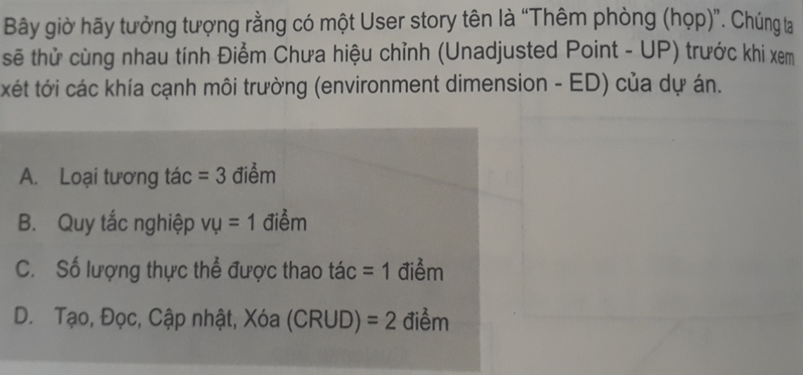 Bây giờ hãy tưởng tượng rằng có một User story tên là “Thêm phòng (họp)”. Chúng ta
sẽ thử cùng nhau tính Điểm Chưa hiệu chỉnh (Unadjusted Point - UP) trước khi xem
xét tới các khía cạnh môi trường (environment dimension - ED) của dự án.
A. Loại tương tác = 3 điểm
B. Quy tắc nghiệp vụ = 1 điểm
C. Số lượng thực thể được thao tác = 1 điểm
D. Tạo, Đọc, Cập nhật, Xóa (CRUD) = 2 điểm